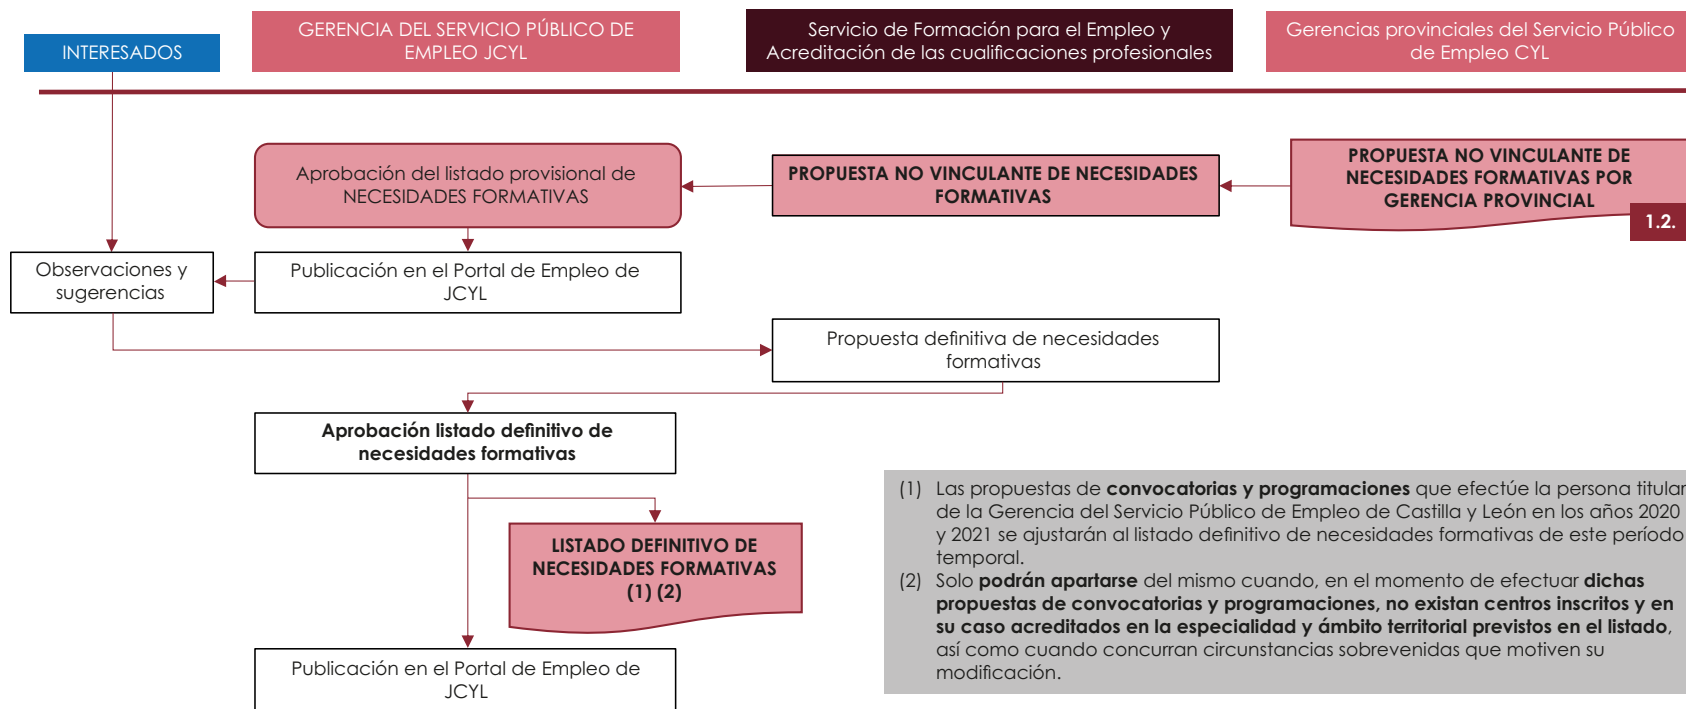 INTERESADOS
GERENCIA DEL SERVICIO PÚBLICO DE
EMPLEO JCYL
Servicio de Formación para el Empleo y
Acreditación de las cualificaciones profesionales
Gerencias provinciales del Servicio Público
de Empleo CYL
Aprobación del listado provisional de
NECESIDADES FORMATIVAS
PROPUESTA NO VINCULANTE DE NECESIDADES
FORMATIVAS
PROPUESTA NO VINCULANTE DE
NECESIDADES FORMATIVAS POR
GERENCIA PROVINCIAL
1.2.
Observaciones y
sugerencias
Publicación en el Portal de Empleo de
JCYL
Propuesta definitiva de necesidades
formativas
Aprobación listado definitivo de
necesidades formativas
LISTADO DEFINITIVO DE
NECESIDADES FORMATIVAS
(1) (2)
Publicación en el Portal de Empleo de
JCYL
(1) Las propuestas de convocatorias y programaciones que efectúe la persona titular
de la Gerencia del Servicio Público de Empleo de Castilla y León en los años 2020
y 2021 se ajustarán al listado definitivo de necesidades formativas de este período
temporal.
(2) Solo podrán apartarse del mismo cuando, en el momento de efectuar dichas
propuestas de convocatorias y programaciones, no existan centros inscritos y en
su caso acreditados en la especialidad y ámbito territorial previstos en el listado,
así como cuando concurran circunstancias sobrevenidas que motiven su
modificación.